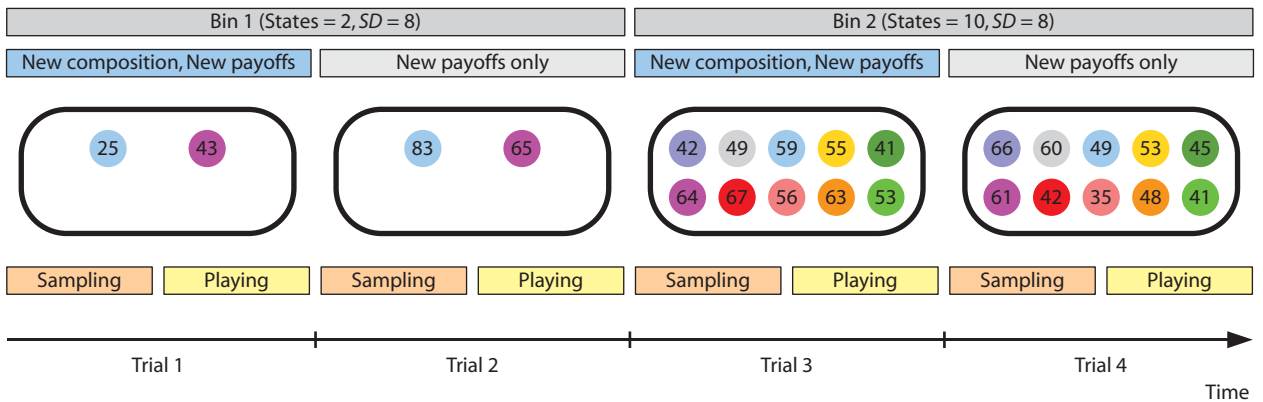 Bin 1 (States = 2, SD = 8) Bin 2 (States = 10, SD = 8)
New composition, New payoffs New payoffs only New composition, New payoffs New payoffs only
25 43 83 65 42 49 59 55 41 66 60 49 53 45
64 67 56 63 53 61 42 35 48 41
Sampling Playing Sampling Playing Sampling Playing Sampling Playing
Trial 1 Trial 2 Trial 3 Trial 4
Time